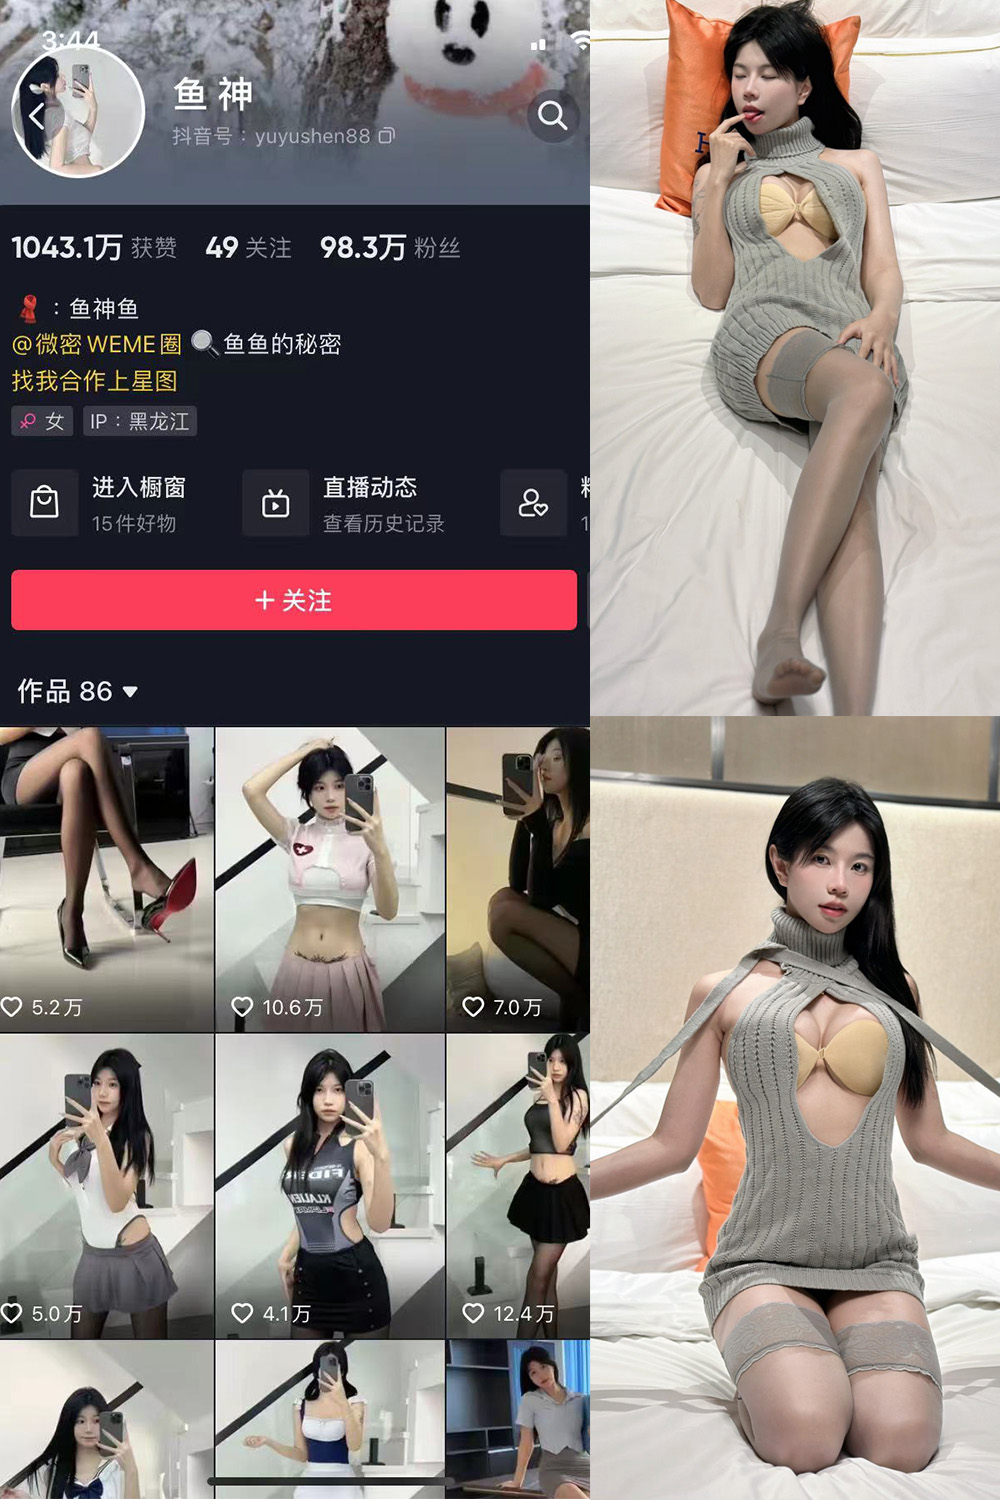 3:44
鱼 神
抖音号：yuyushen88
1043.1万 获赞 49 关注 98.3万 粉丝
：鱼神鱼
@微密 WEME圈 🔍鱼鱼的秘密
找我合作上星图
女 IP：黑龙江
进入橱窗
15件好物
直播动态
查看历史记录
+ 关注
作品 86
5.2万
10.6万
7.0万
5.0万
4.1万
12.4万